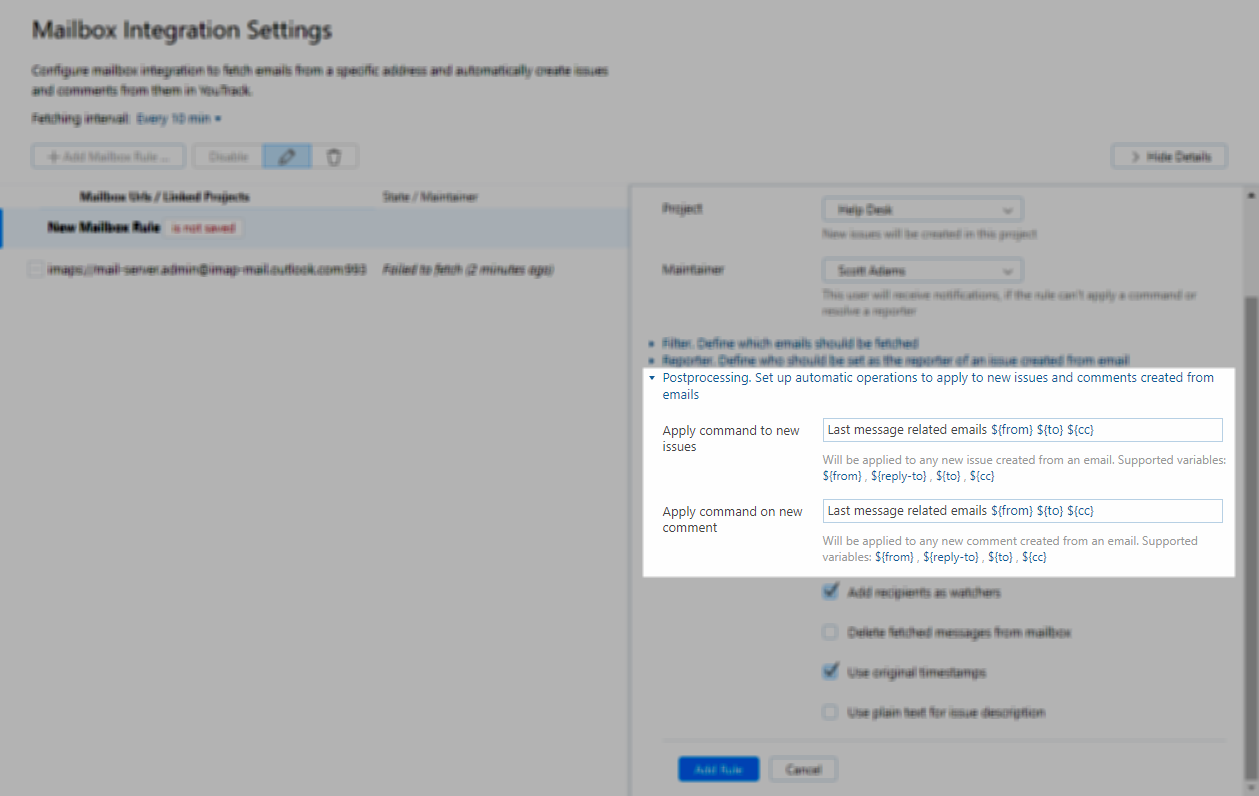 Mailbox Integration Settings
Configure mailbox integration to fetch emails from a specific address and automatically create issues
and comments from them in YouTrack.
Fetching interval: Every 10 min
Add Mailbox Rule ...
Disable
Hide Details
Mailbox Urls / Linked Projects
State / Maintainer
New Mailbox Rule is not saved
imaps://mail-server.admin@imap-mail.outlook.com:993
Failed to fetch (2 minutes ago)
Project
Help Desk
New issues will be created in this project
Maintainer
Scott Adams
This user will receive notifications, if the rule can't apply a command or
resolve a reporter
Filter. Define which emails should be fetched
Reporter. Define who should be set as the reporter of an issue created from email
Postprocessing. Set up automatic operations to apply to new issues and comments created from
emails
Apply command to new
issues
Last message related emails ${from} ${to} ${cc}
Will be applied to any new issue created from an email. Supported variables:
${from} , ${reply-to} , ${to} , ${cc}
Apply command on new
comment
Last message related emails ${from} ${to} ${cc}
Will be applied to any new comment created from an email. Supported
variables: ${from} , ${reply-to} , ${to} , ${cc}
Add recipients as watchers
Delete fetched messages from mailbox
Use original timestamps
Use plain text for issue description
Add Rule
Cancel